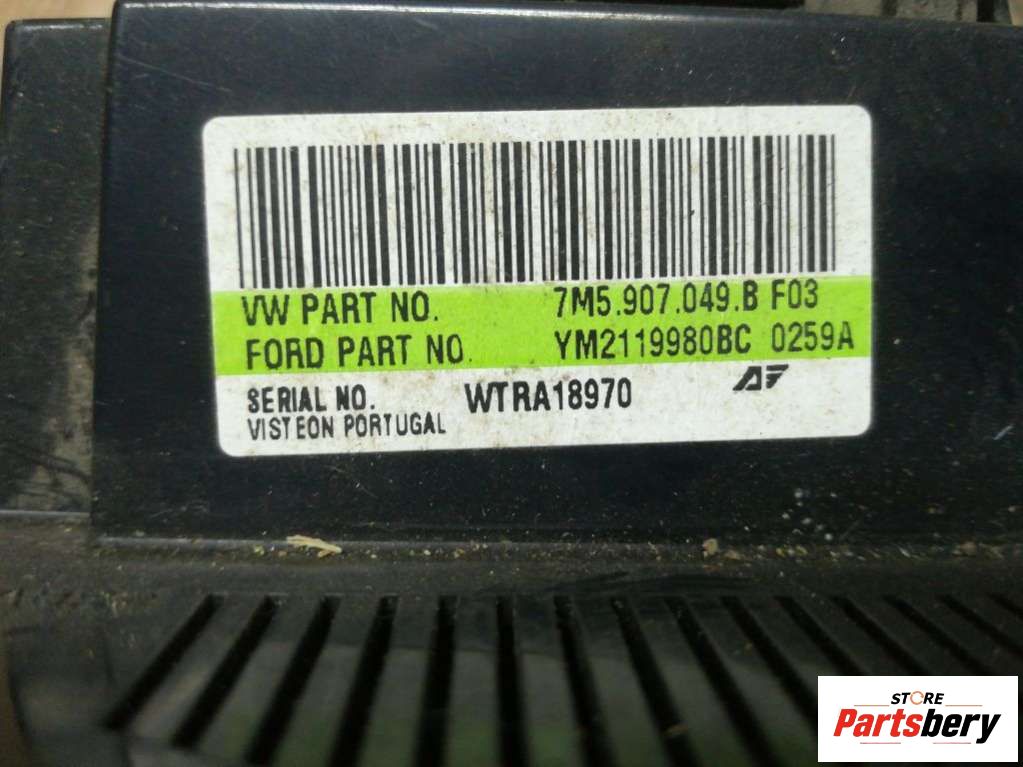 VW PART NO. 7M5.907.049.B F03
FORD PART NO. YM2119980BC 0259A
SERIAL NO. WTRA18970
VISTEON PORTUGAL
STORE
Partsbery